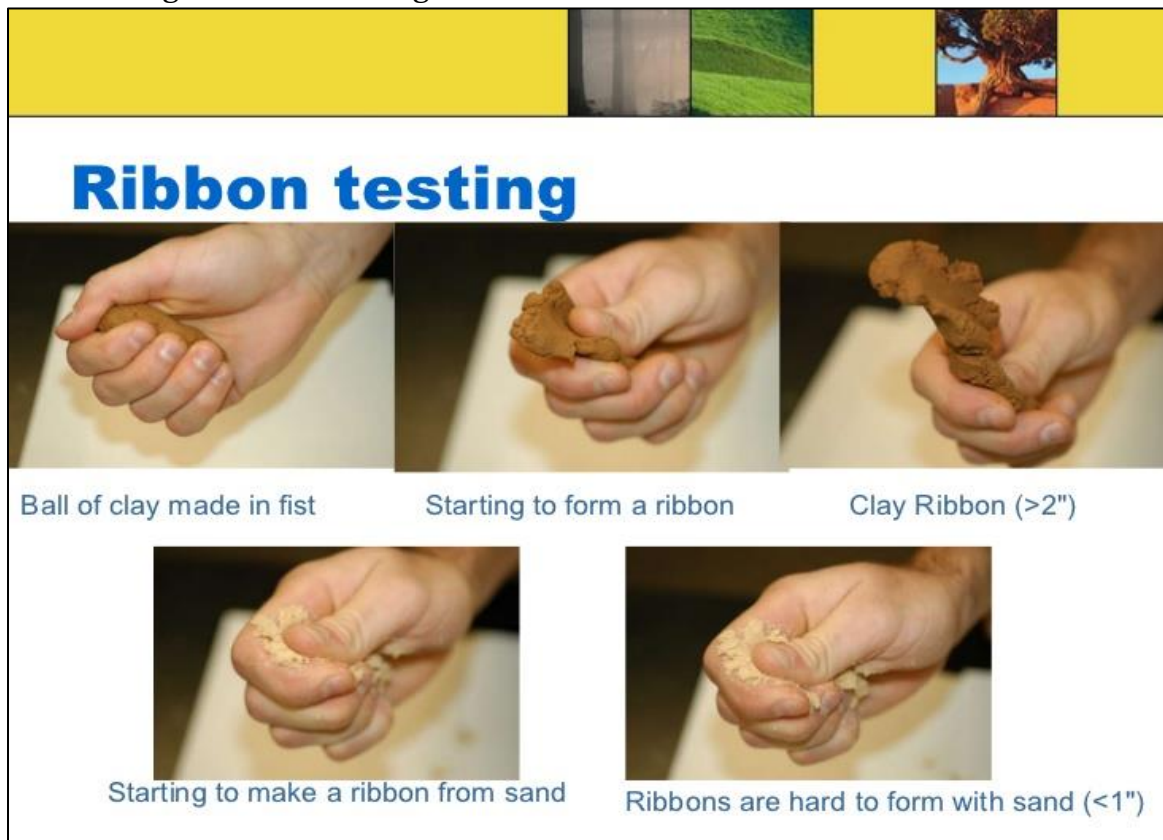 Ribbon testing
Ball of clay made in fist
Starting to form a ribbon
Clay Ribbon (>2")
Starting to make a ribbon from sand
Ribbons are hard to form with sand (<1")